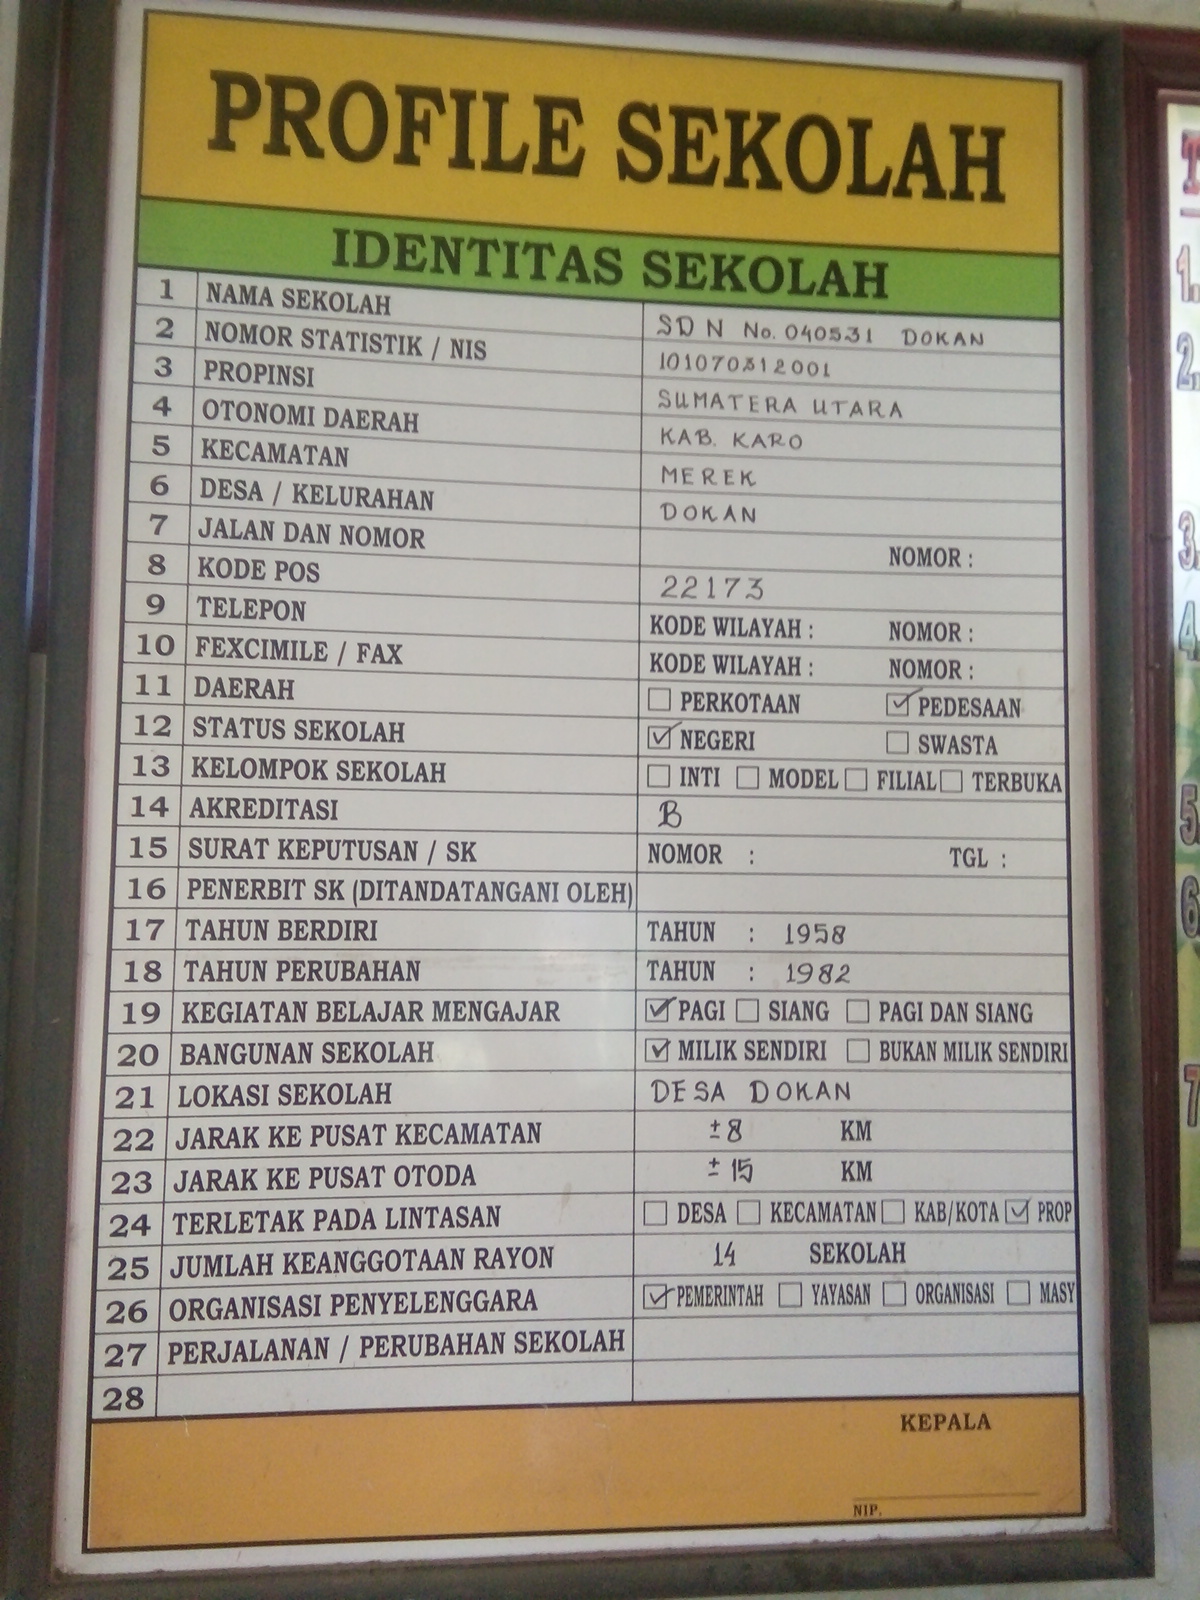 PROFILE SEKOLAH
IDENTITAS SEKOLAH
1 NAMA SEKOLAH SDN No. 040531 DOKAN
2 NOMOR STATISTIK / NIS 101070312001
3 PROPINSI SUMATERA UTARA
4 OTONOMI DAERAH KAB. KARO
5 KECAMATAN MEREK
6 DESA / KELURAHAN DOKAN
7 JALAN DAN NOMOR NOMOR :
8 KODE POS 22173
9 TELEPON KODE WILAYAH : NOMOR :
10 FEXCIMILE / FAX KODE WILAYAH : NOMOR :
11 DAERAH ☐ PERKOTAAN ☑ PEDESAAN
12 STATUS SEKOLAH ☑ NEGERI ☐ SWASTA
13 KELOMPOK SEKOLAH ☐ INTI ☐ MODEL ☐ FILIAL ☐ TERBUKA
14 AKREDITASI B
15 SURAT KEPUTUSAN / SK NOMOR : TGL :
16 PENERBIT SK (DITANDATANGANI OLEH)
17 TAHUN BERDIRI TAHUN : 1958
18 TAHUN PERUBAHAN TAHUN : 1982
19 KEGIATAN BELAJAR MENGAJAR ☑ PAGI ☐ SIANG ☐ PAGI DAN SIANG
20 BANGUNAN SEKOLAH ☑ MILIK SENDIRI ☐ BUKAN MILIK SENDIRI
21 LOKASI SEKOLAH DESA DOKAN
22 JARAK KE PUSAT KECAMATAN ± 8 KM
23 JARAK KE PUSAT OTODA ± 15 KM
24 TERLETAK PADA LINTASAN ☐ DESA ☐ KECAMATAN ☐ KAB/KOTA ☑ PROP
25 JUMLAH KEANGGOTAAN RAYON 14 SEKOLAH
26 ORGANISASI PENYELENGGARA ☑ PEMERINTAH ☐ YAYASAN ☐ ORGANISASI ☐ MASY
27 PERJALANAN / PERUBAHAN SEKOLAH
28
KEPALA
NIP.
T
1.
2.
3.
4.
5.
6.
7